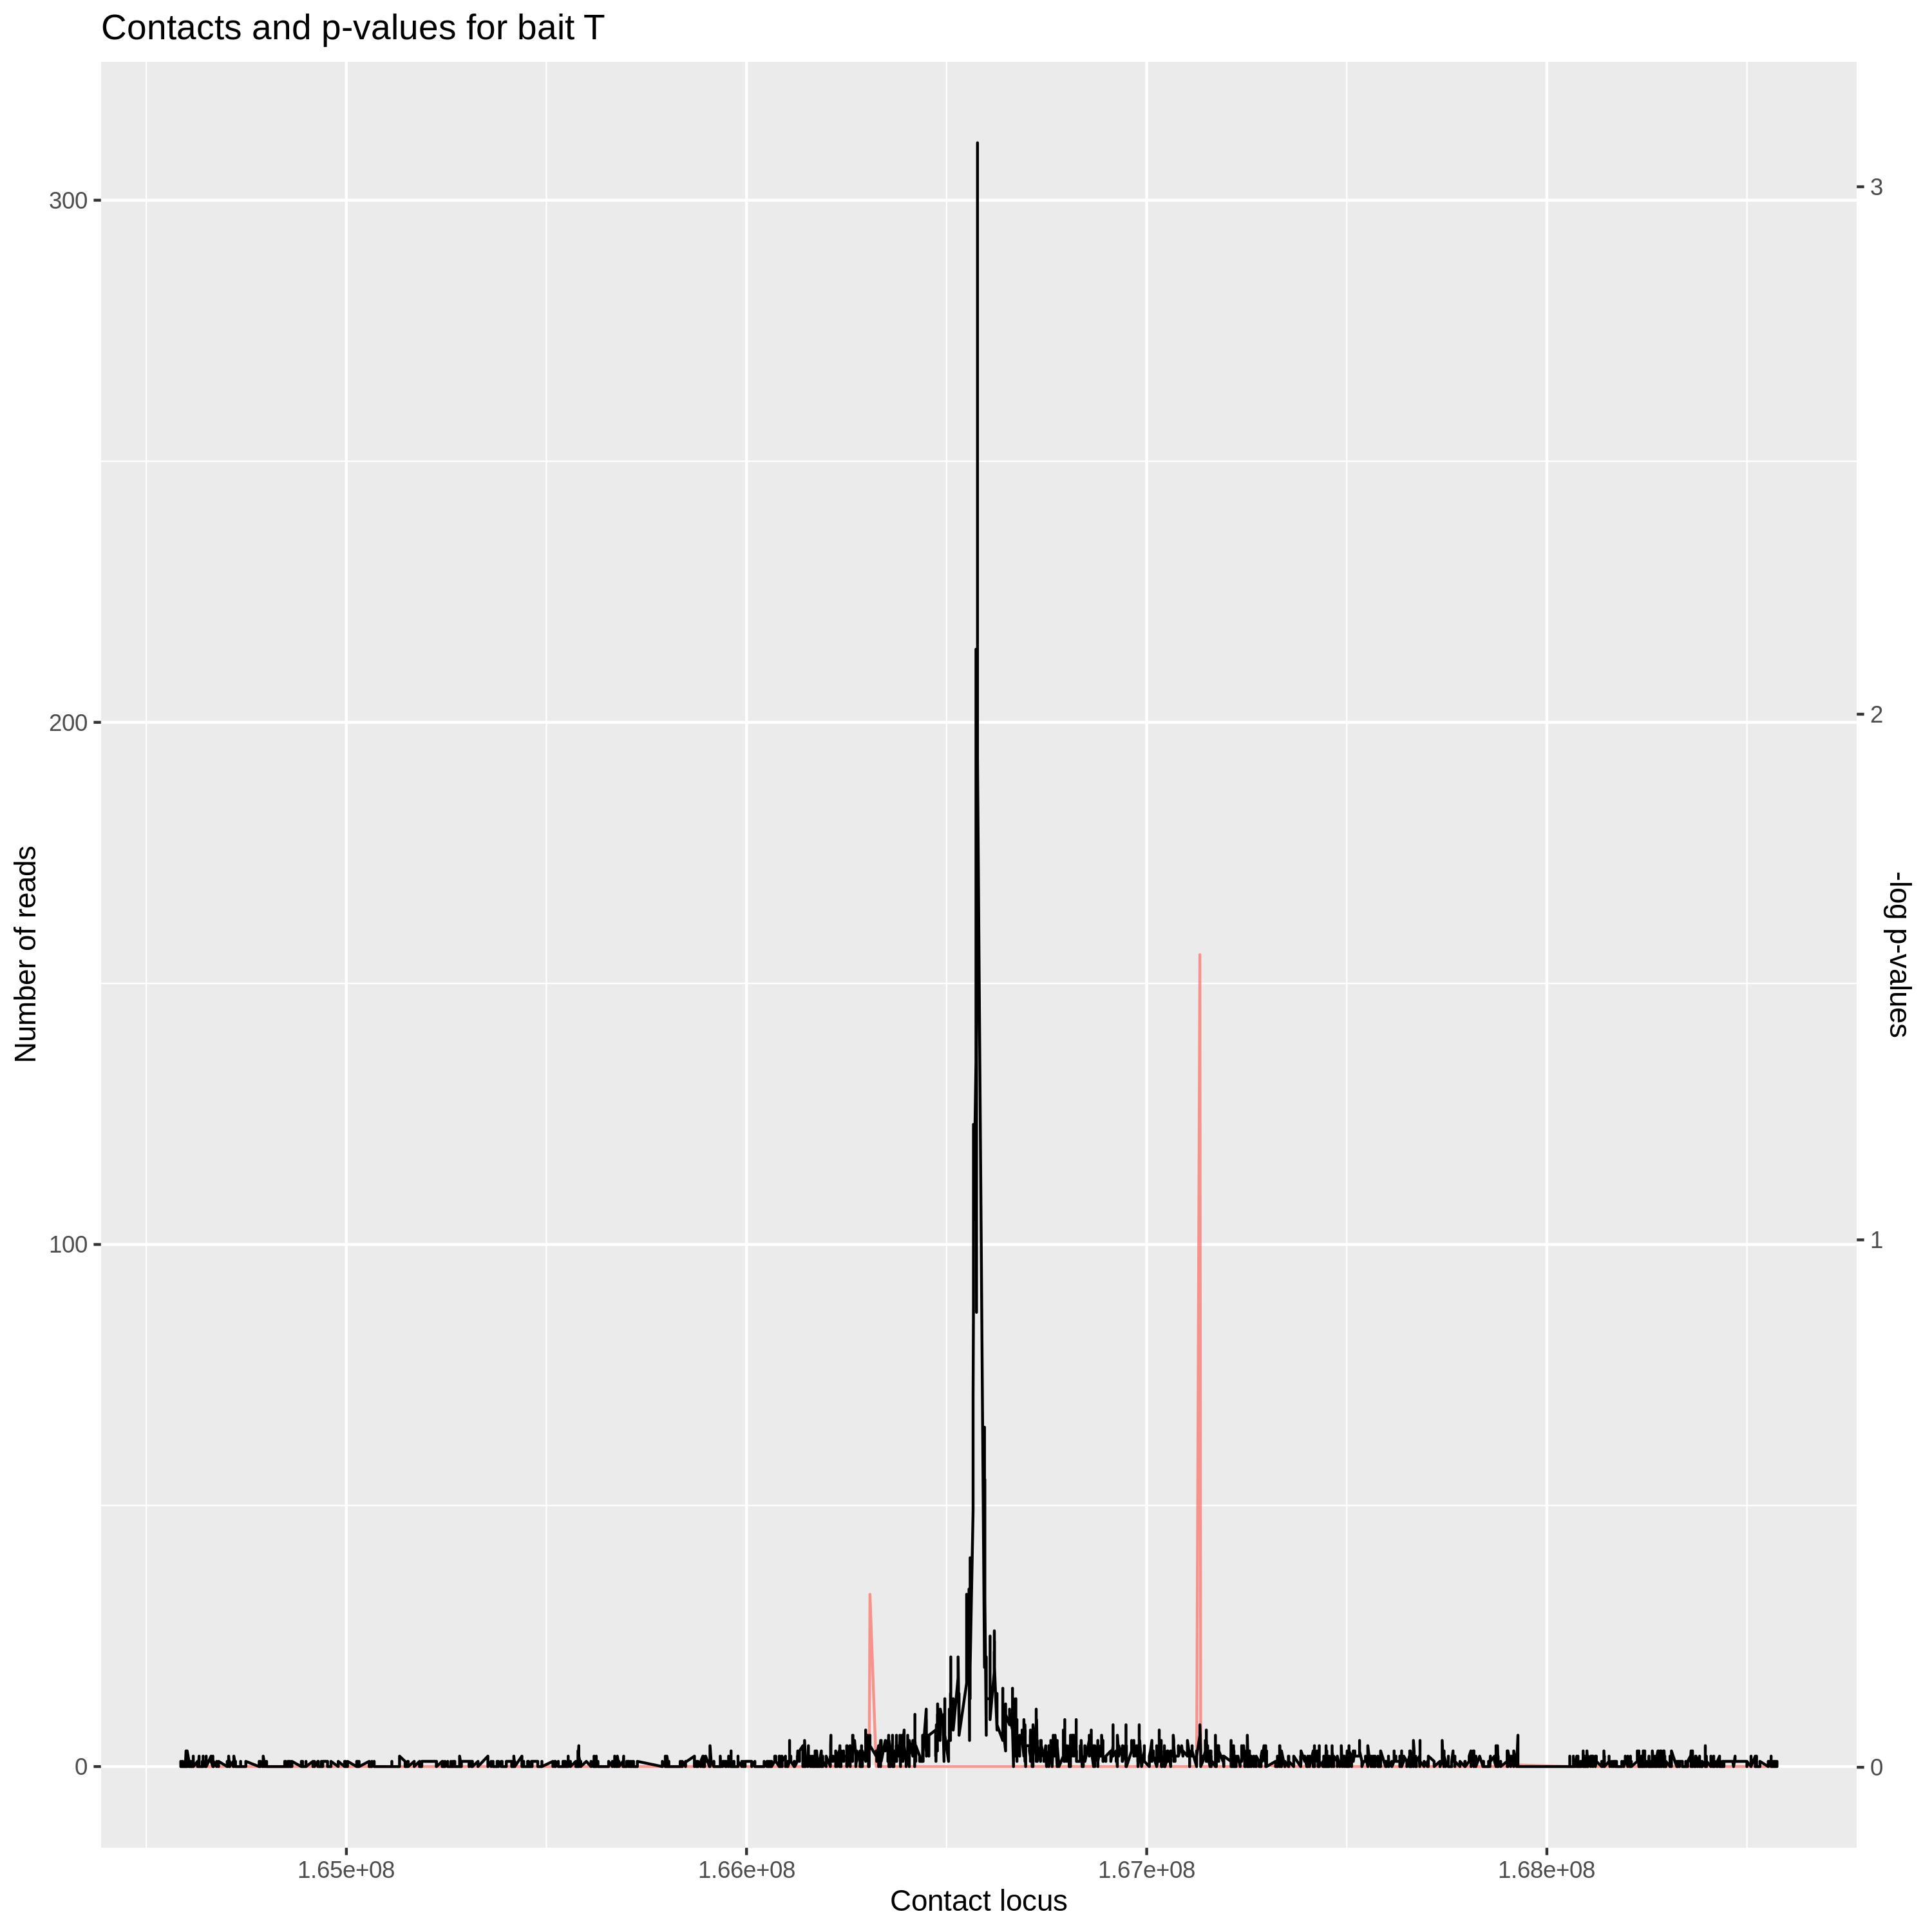 Contacts and p-values for bait T
300
200
100
0
Number of reads
3
2
1
0
-log p-values
1.65e+08
1.66e+08
1.67e+08
1.68e+08
Contact locus